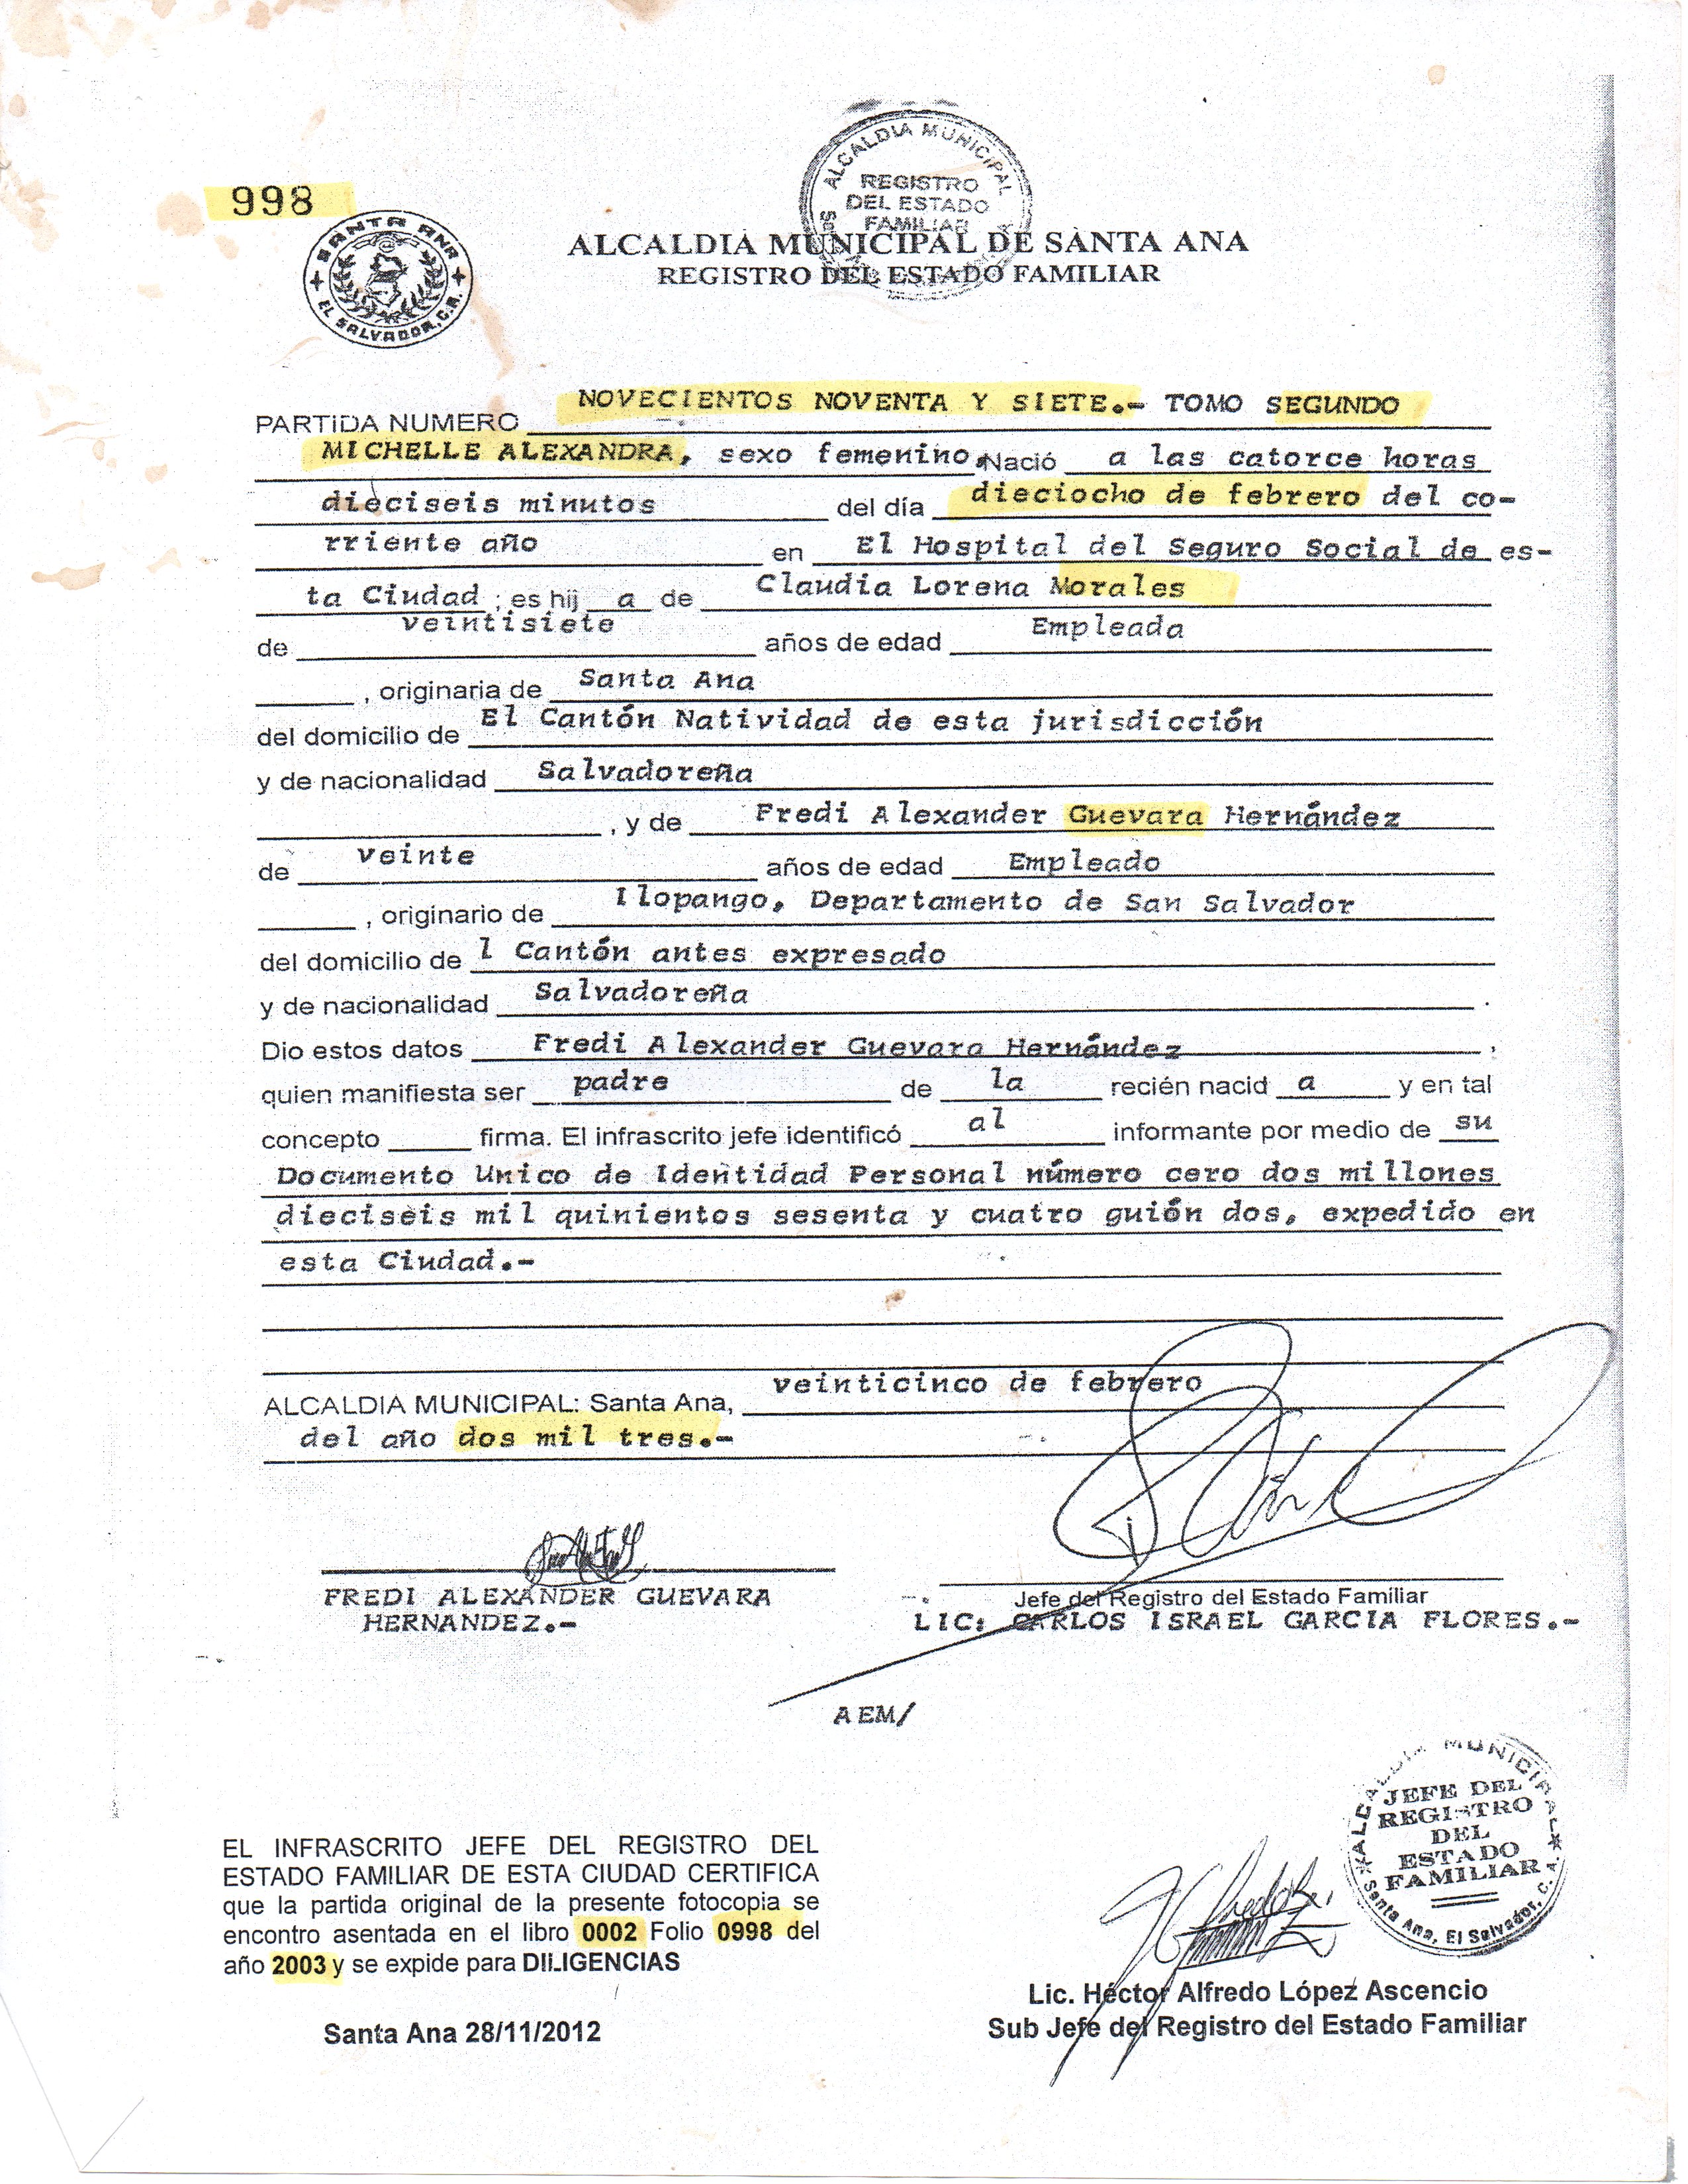 998
SANTA ANA
EL SALVADOR, C.A.
ALCALDIA MUNICIPAL
REGISTRO
DEL ESTADO
FAMILIAR
ALCALDIA MUNICIPAL DE SANTA ANA
REGISTRO DEL ESTADO FAMILIAR
PARTIDA NUMERO NOVECIENTOS NOVENTA Y SIETE.- TOMO SEGUNDO
MICHELLE ALEXANDRA, sexo femenino, Nació a las catorce horas
dieciseis minutos del día dieciocho de febrero del co-
rriente año en El Hospital del Seguro Social de es-
ta Ciudad ; es hij a de Claudia Lorena Morales
de veintisiete años de edad Empleada
, originaria de Santa Ana
del domicilio de El Cantón Natividad de esta jurisdicción
y de nacionalidad Salvadoreña
, y de Fredi Alexander Guevara Hernández
de veinte años de edad Empleado
, originario de Ilopango, Departamento de San Salvador
del domicilio de l Cantón antes expresado
y de nacionalidad Salvadoreña .
Dio estos datos Fredi Alexander Guevara Hernández ,
quien manifiesta ser padre de la recién nacid a y en tal
concepto firma. El infrascrito jefe identificó al informante por medio de su
Documento Unico de Identidad Personal número cero dos millones
dieciseis mil quinientos sesenta y cuatro guión dos, expedido en
esta Ciudad.-
ALCALDIA MUNICIPAL: Santa Ana, veinticinco de febrero
del año dos mil tres.-
FREDI ALEXANDER GUEVARA
HERNANDEZ.-
Jefe del Registro del Estado Familiar
LIC: CARLOS ISRAEL GARCIA FLORES.-
AEM/
ALCALDIA MUNICIPAL
JEFE DEL
REGISTRO
DEL
ESTADO
FAMILIAR
Santa Ana, El Salvador, C. A.
EL INFRASCRITO JEFE DEL REGISTRO DEL
ESTADO FAMILIAR DE ESTA CIUDAD CERTIFICA
que la partida original de la presente fotocopia se
encontro asentada en el libro 0002 Folio 0998 del
año 2003 y se expide para DILIGENCIAS
Santa Ana 28/11/2012
Lic. Héctor Alfredo López Ascencio
Sub Jefe del Registro del Estado Familiar